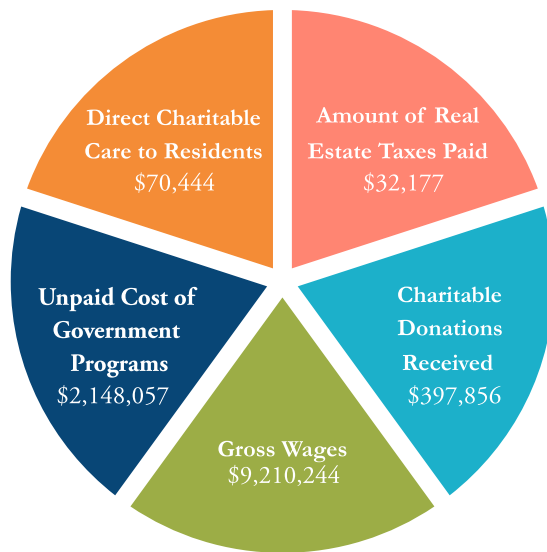 Direct Charitable
Care to Residents
$70,444
Amount of Real
Estate Taxes Paid
$32,177
Unpaid Cost of
Government
Programs
$2,148,057
Charitable
Donations
Received
$397,856
Gross Wages
$9,210,244